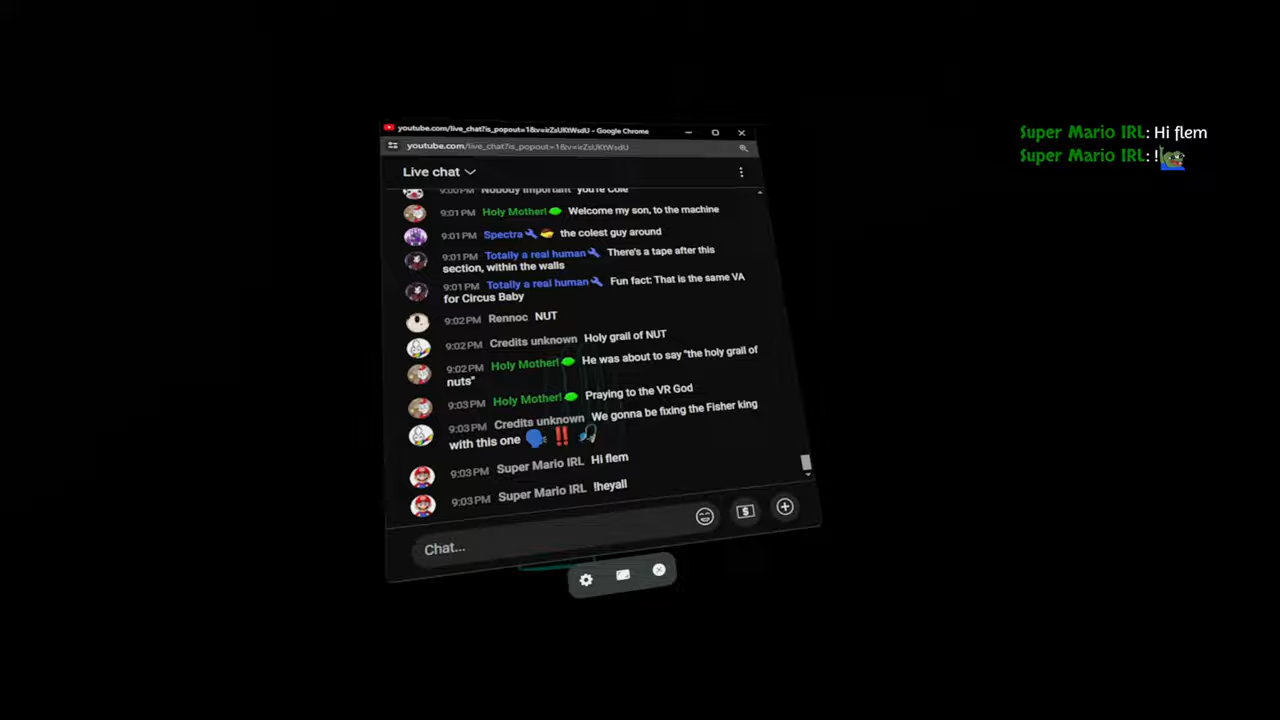 youtube.com/live_chat?is_popout=1&v=irZsUKtWsdU - Google Chrome
youtube.com/live_chat?is_popout=1&v=irZsUKtWsdU
Live chat
9:00 PM Nobody Important you're Cole
9:01 PM Holy Mother! Welcome my son, to the machine
9:01 PM Spectra the colest guy around
9:01 PM Totally a real human There's a tape after this
section, within the walls
9:01 PM Totally a real human Fun fact: That is the same VA
for Circus Baby
9:02 PM Rennoc NUT
9:02 PM Credits unknown Holy grail of NUT
9:02 PM Holy Mother! He was about to say "the holy grail of
nuts"
9:03 PM Holy Mother! Praying to the VR God
9:03 PM Credits unknown We gonna be fixing the Fisher king
with this one 🗣️ ‼️ 🎣
9:03 PM Super Mario IRL Hi flem
9:03 PM Super Mario IRL !heyall
Chat...
Super Mario IRL: Hi flem
Super Mario IRL: !